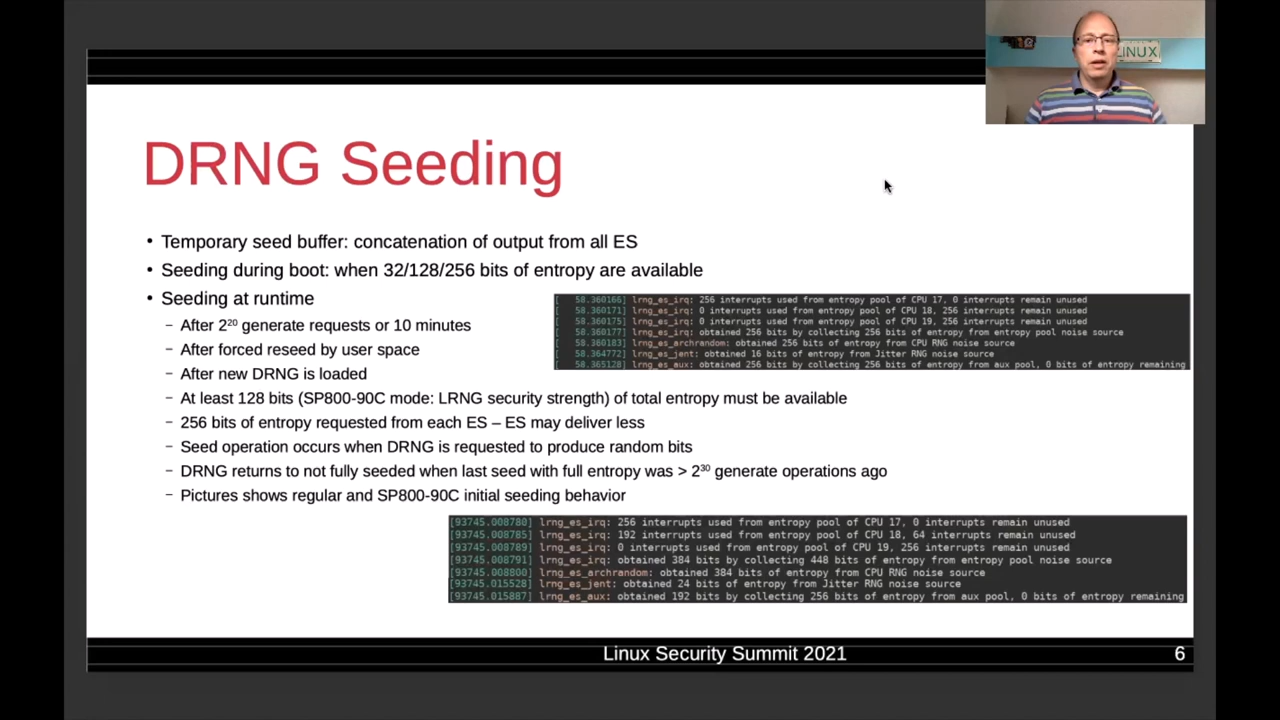 LINUX
DRNG Seeding
• Temporary seed buffer: concatenation of output from all ES
• Seeding during boot: when 32/128/256 bits of entropy are available
• Seeding at runtime
– After 2²⁰ generate requests or 10 minutes
– After forced reseed by user space
– After new DRNG is loaded
– At least 128 bits (SP800-90C mode: LRNG security strength) of total entropy must be available
– 256 bits of entropy requested from each ES – ES may deliver less
– Seed operation occurs when DRNG is requested to produce random bits
– DRNG returns to not fully seeded when last seed with full entropy was > 2³⁰ generate operations ago
– Pictures shows regular and SP800-90C initial seeding behavior
[ 58.360166] lrng_es_irq: 256 interrupts used from entropy pool of CPU 17, 0 interrupts remain unused
[ 58.360171] lrng_es_irq: 0 interrupts used from entropy pool of CPU 18, 256 interrupts remain unused
[ 58.360177] lrng_es_irq: 0 interrupts used from entropy pool of CPU 19, 256 interrupts remain unused
[ 58.360180] lrng_es_irq: obtained 256 bits by collecting 256 bits of entropy from entropy pool noise source
[ 58.360183] lrng_es_archrandom: obtained 256 bits of entropy from CPU RNG noise source
[ 58.364772] lrng_es_jent: obtained 16 bits of entropy from Jitter RNG noise source
[ 58.365128] lrng_es_aux: obtained 256 bits by collecting 256 bits of entropy from aux pool, 0 bits of entropy remaining
[93745.008780] lrng_es_irq: 256 interrupts used from entropy pool of CPU 17, 0 interrupts remain unused
[93745.008785] lrng_es_irq: 192 interrupts used from entropy pool of CPU 18, 64 interrupts remain unused
[93745.008789] lrng_es_irq: 0 interrupts used from entropy pool of CPU 19, 256 interrupts remain unused
[93745.008791] lrng_es_irq: obtained 384 bits by collecting 448 bits of entropy from entropy pool noise source
[93745.008800] lrng_es_archrandom: obtained 384 bits of entropy from CPU RNG noise source
[93745.015528] lrng_es_jent: obtained 24 bits of entropy from Jitter RNG noise source
[93745.015887] lrng_es_aux: obtained 192 bits by collecting 256 bits of entropy from aux pool, 0 bits of entropy remaining
Linux Security Summit 2021
6